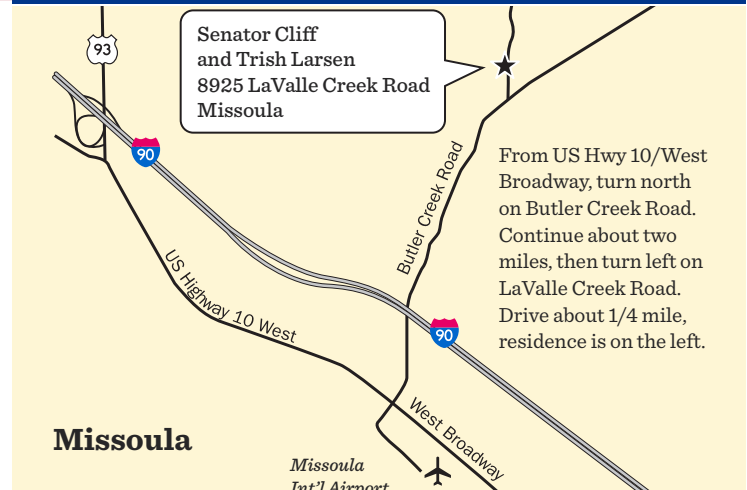 93
Senator Cliff
and Trish Larsen
8925 LaValle Creek Road
Missoula
90
Butler Creek Road
From US Hwy 10/West
Broadway, turn north
on Butler Creek Road.
Continue about two
miles, then turn left on
LaValle Creek Road.
Drive about 1/4 mile,
residence is on the left.
US Highway 10 West
90
West Broadway
Missoula
Missoula
Int'l Airport